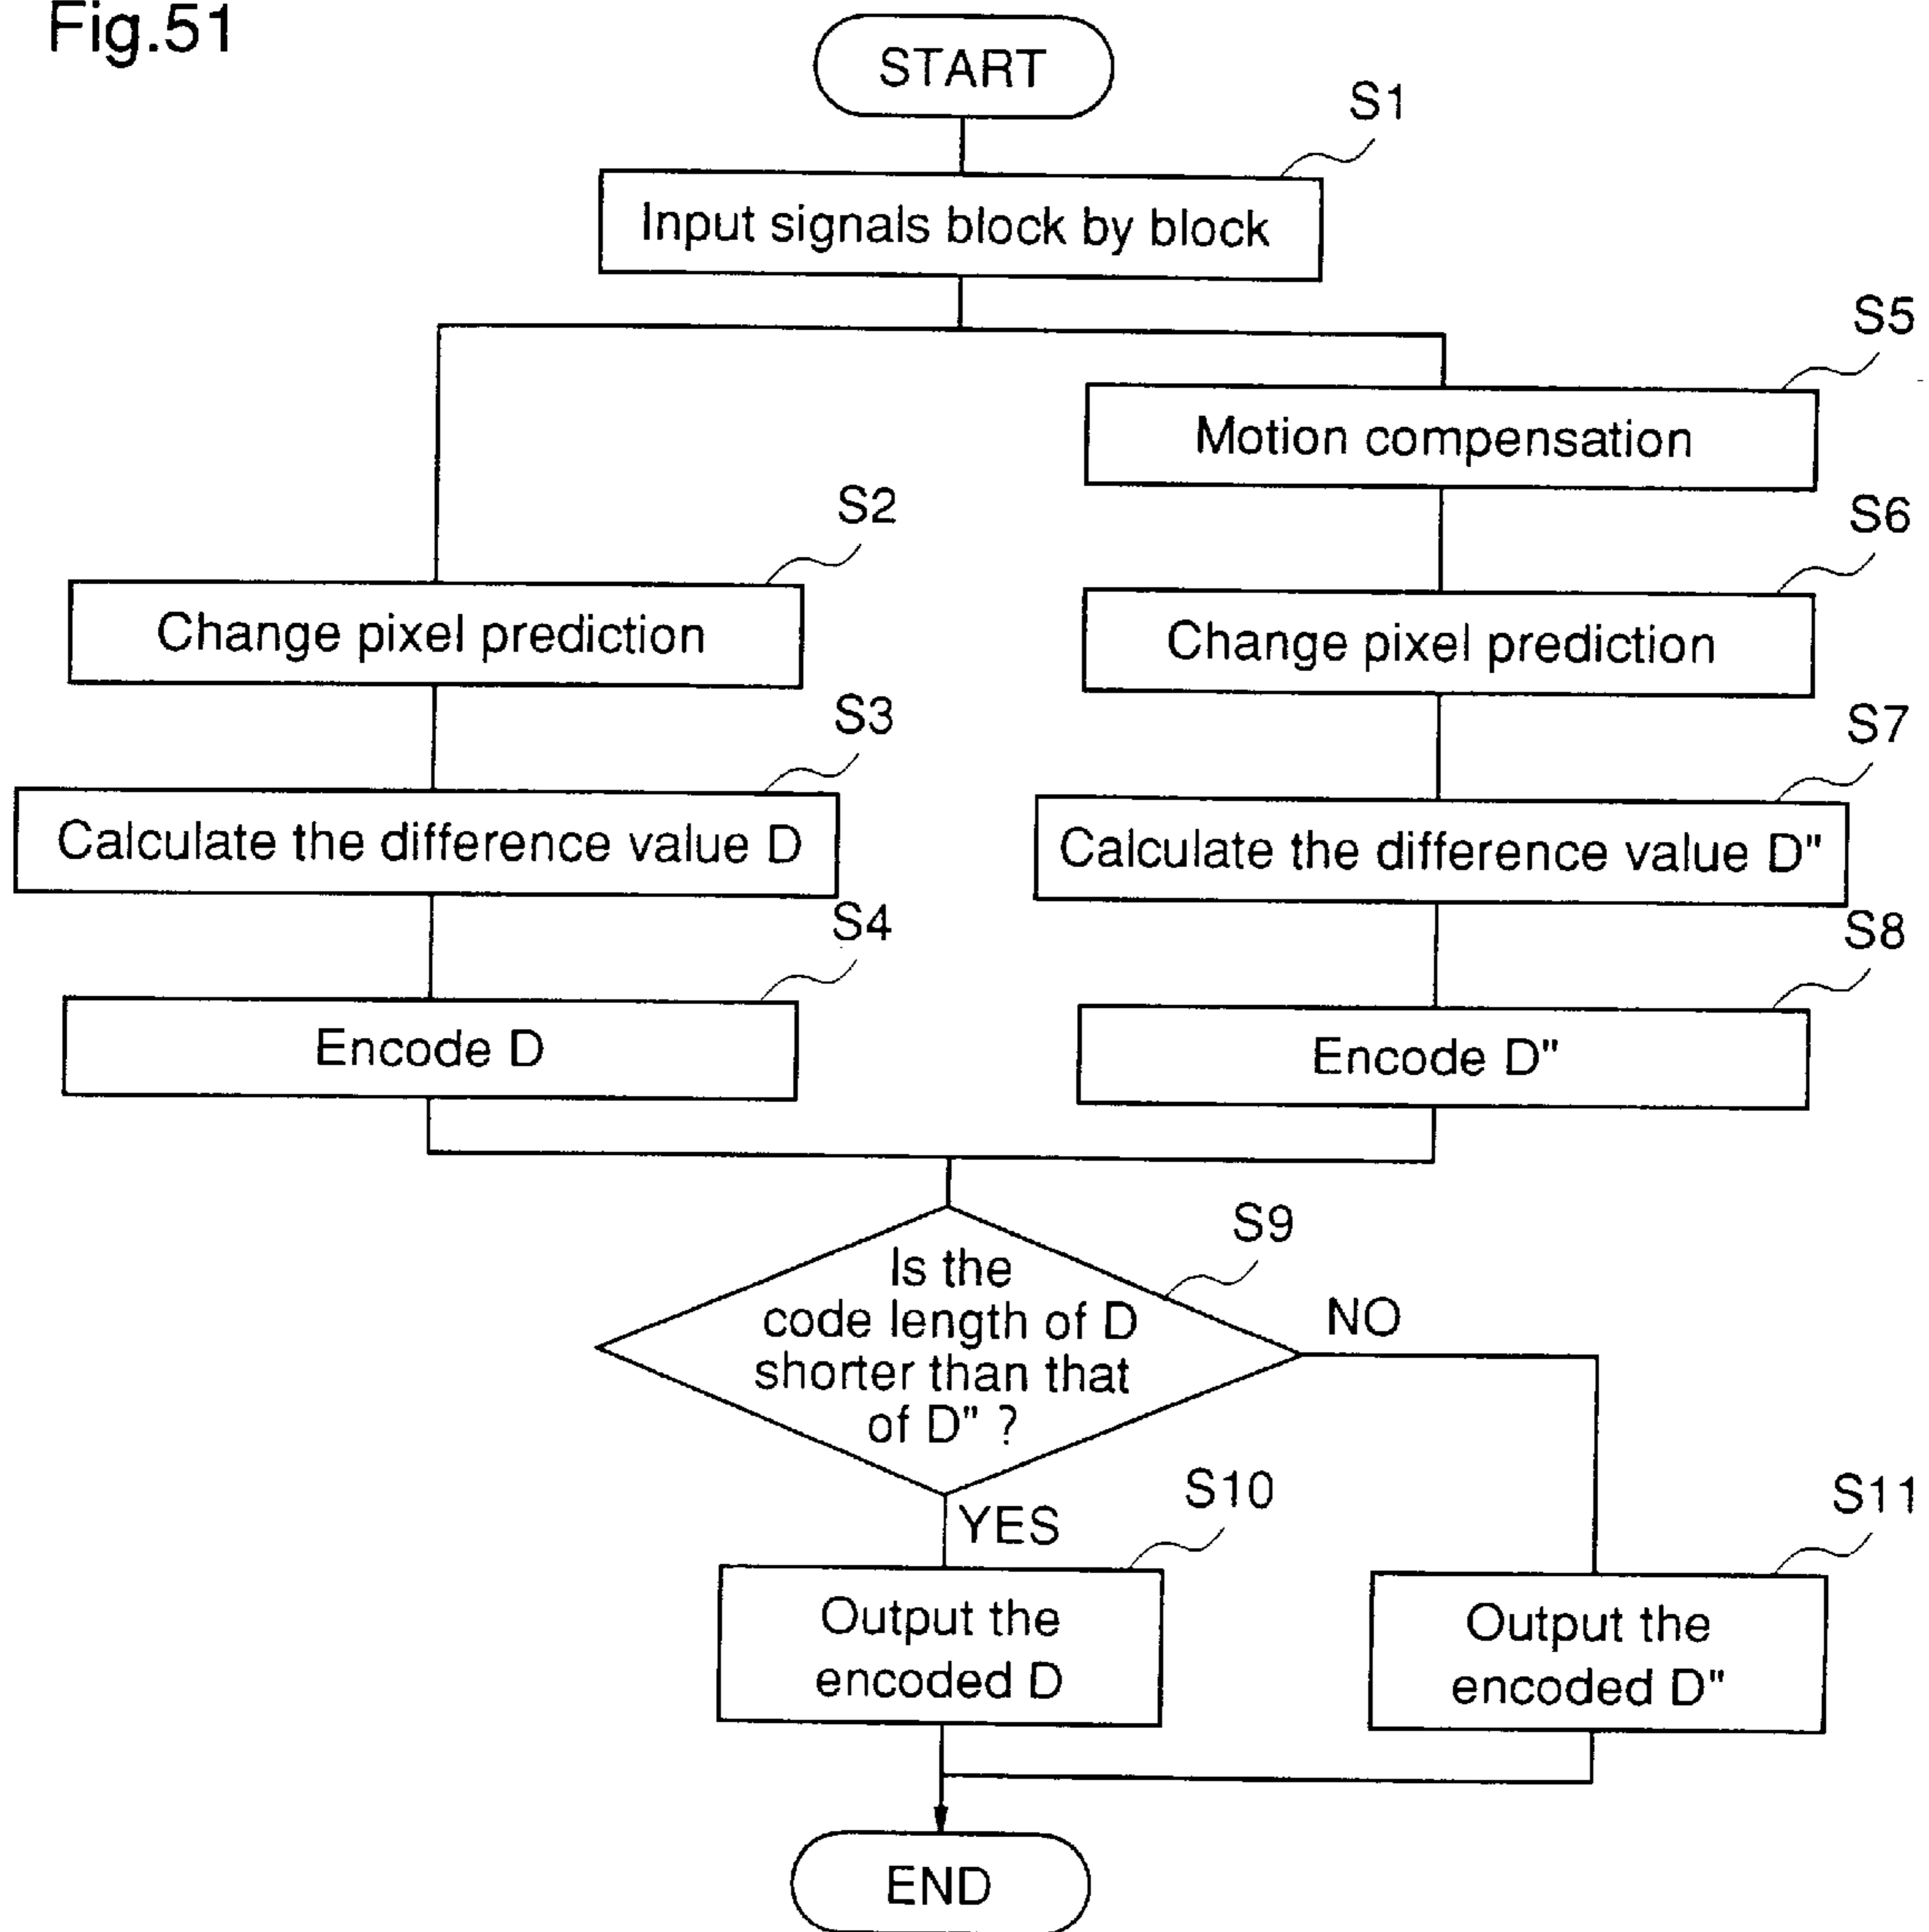 Fig.51
START
S1
Input signals block by block
S5
Motion compensation
S2
S6
Change pixel prediction
Change pixel prediction
S3
S7
Calculate the difference value D
Calculate the difference value D"
S4
S8
Encode D
Encode D"
S9
Is the
code length of D
shorter than that
of D" ?
NO
YES
S10
S11
Output the
encoded D
Output the
encoded D"
END